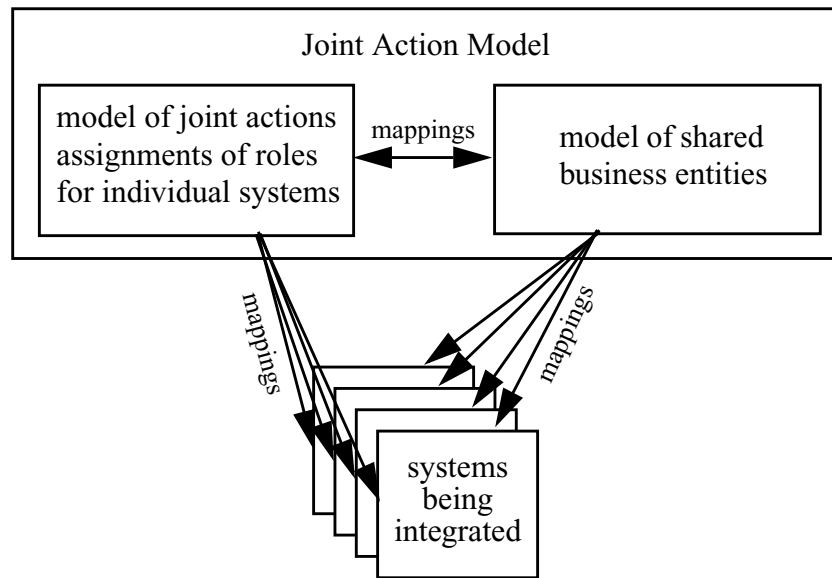 Joint Action Model
model of joint actions
assignments of roles
for individual systems
mappings
model of shared
business entities
mappings
mappings
systems
being
integrated